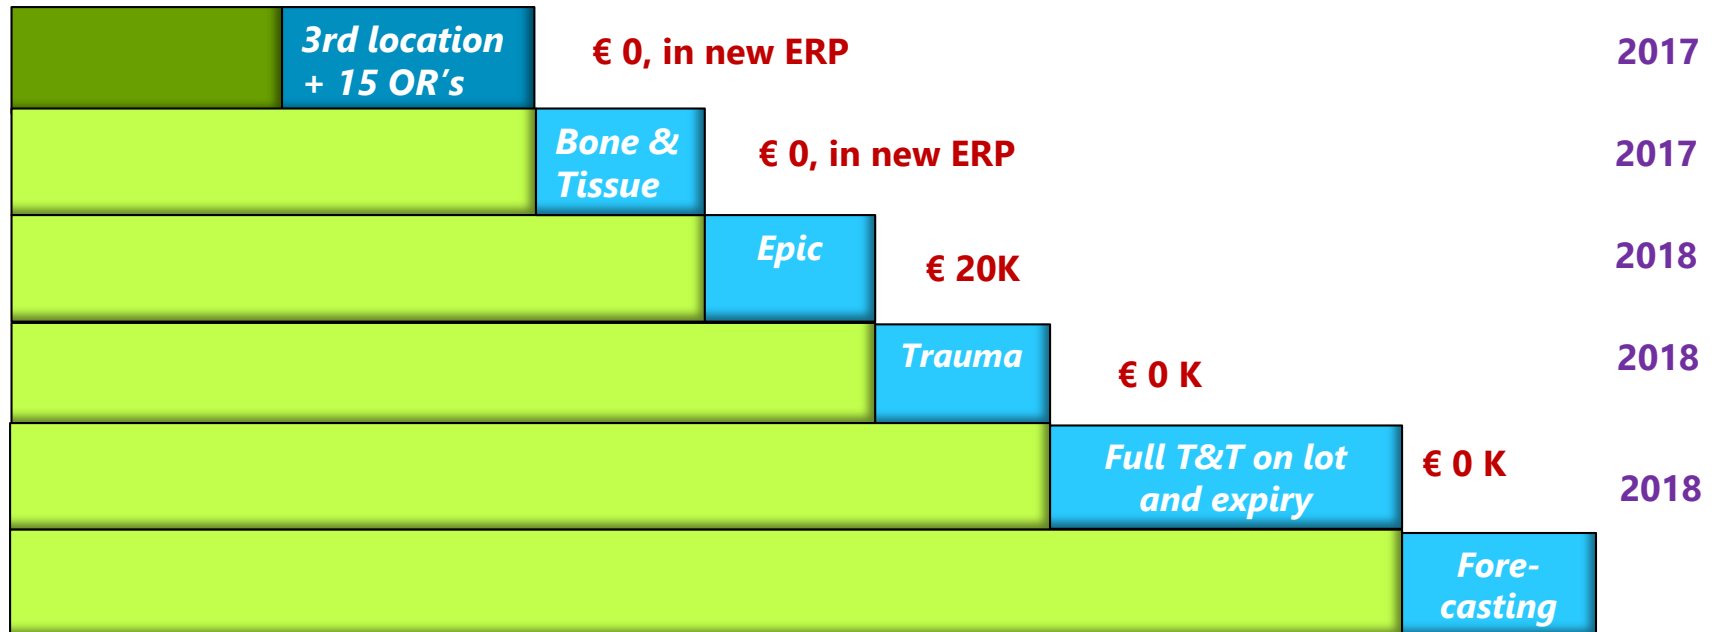 3rd location
+ 15 OR’s
€ 0, in new ERP
2017
Bone &
Tissue
€ 0, in new ERP
2017
Epic
€ 20K
2018
Trauma
€ 0 K
2018
Full T&T on lot
and expiry
€ 0 K
2018
Fore-
casting